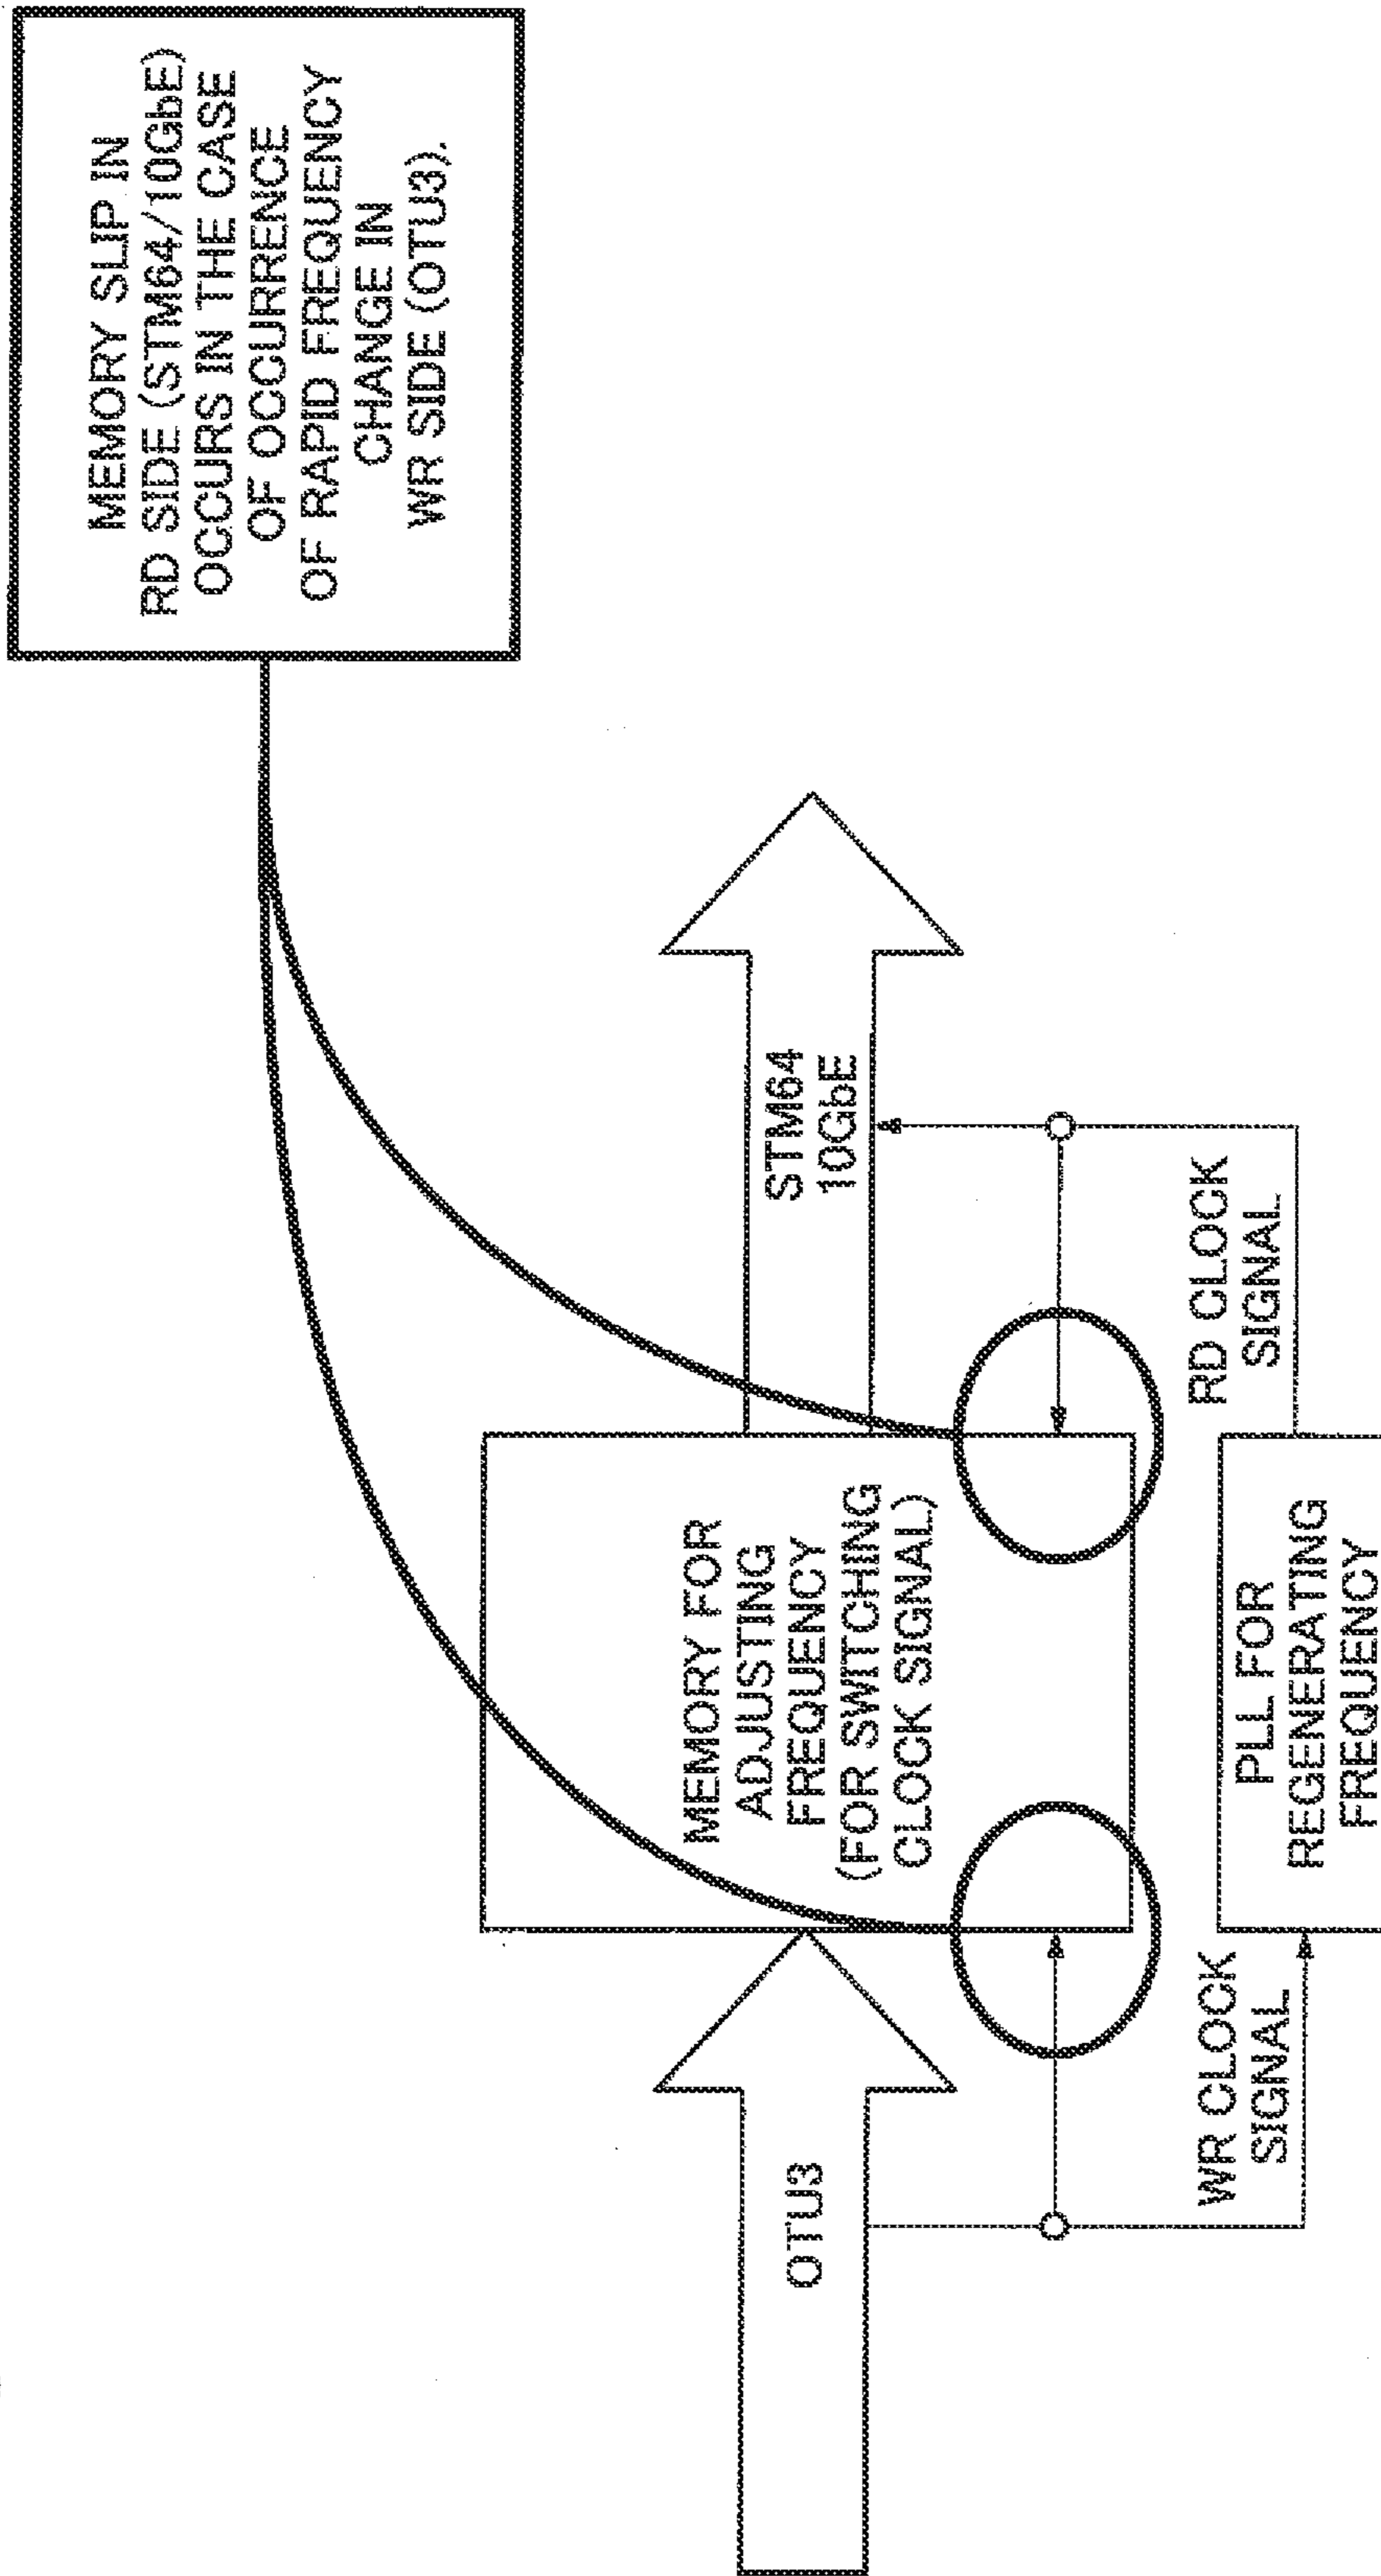 MEMORY SLIP IN
RD SIDE (STM64/10GbE)
OCCURS IN THE CASE
OF OCCURRENCE
OF RAPID FREQUENCY
CHANGE IN
WR SIDE (OTU3).
OTU3
MEMORY FOR
ADJUSTING
FREQUENCY
(FOR SWITCHING
CLOCK SIGNAL)
STM64
10GbE
WR CLOCK
SIGNAL
PLL FOR
REGENERATING
FREQUENCY
RD CLOCK
SIGNAL